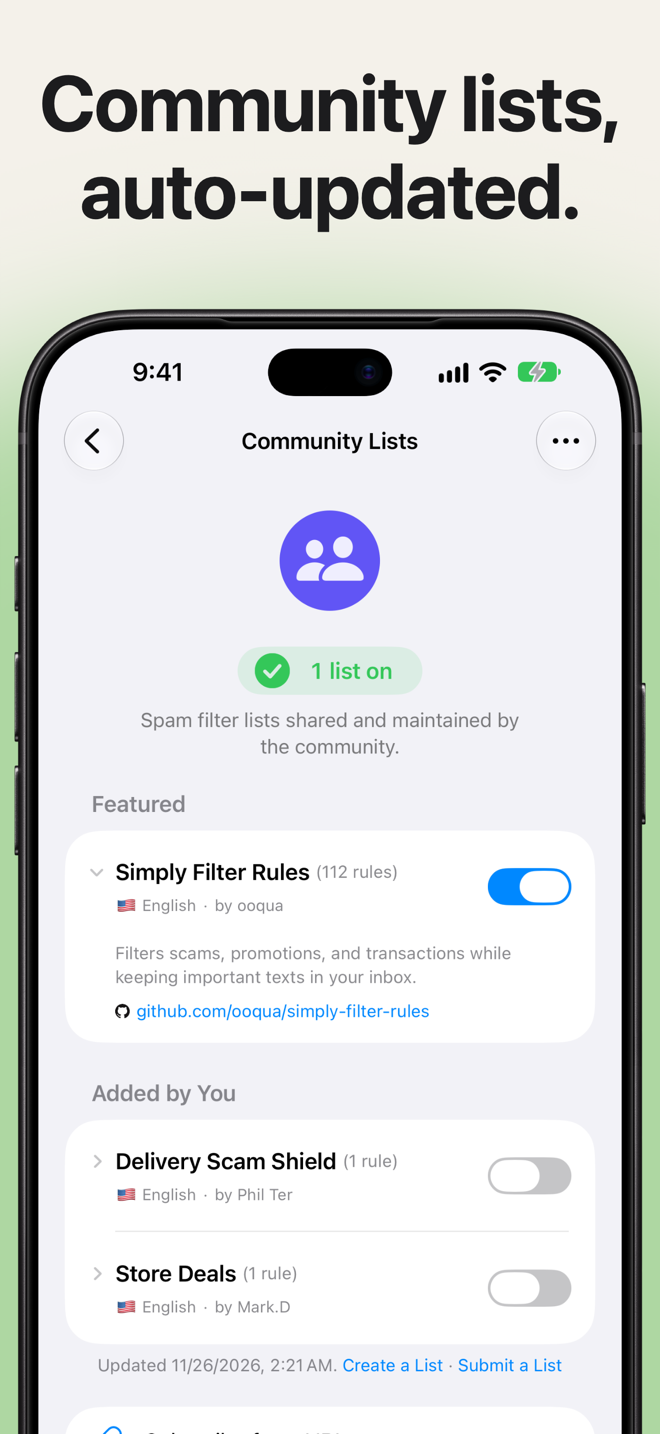 Community lists,
auto-updated.
9:41
Community Lists
1 list on
Spam filter lists shared and maintained by
the community.
Featured
Simply Filter Rules (112 rules)
English · by ooqua
Filters scams, promotions, and transactions while
keeping important texts in your inbox.
github.com/ooqua/simply-filter-rules
Added by You
Delivery Scam Shield (1 rule)
English · by Phil Ter
Store Deals (1 rule)
English · by Mark.D
Updated 11/26/2026, 2:21 AM. Create a List · Submit a List